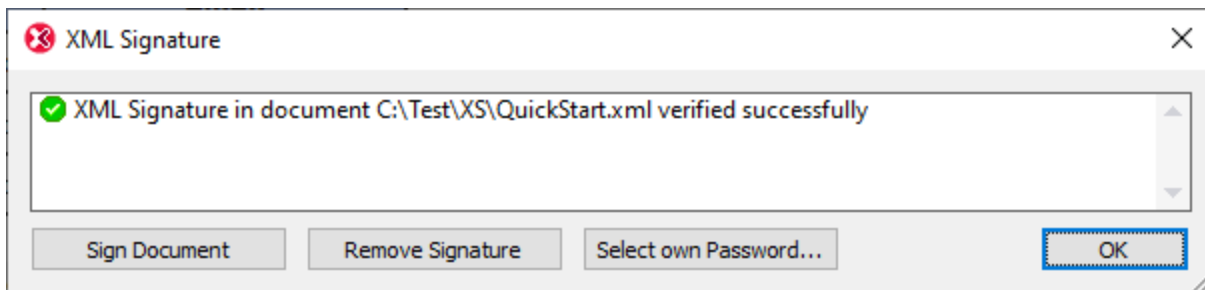 XML Signature
XML Signature in document C:\Test\XS\QuickStart.xml verified successfully
Sign Document
Remove Signature
Select own Password...
OK